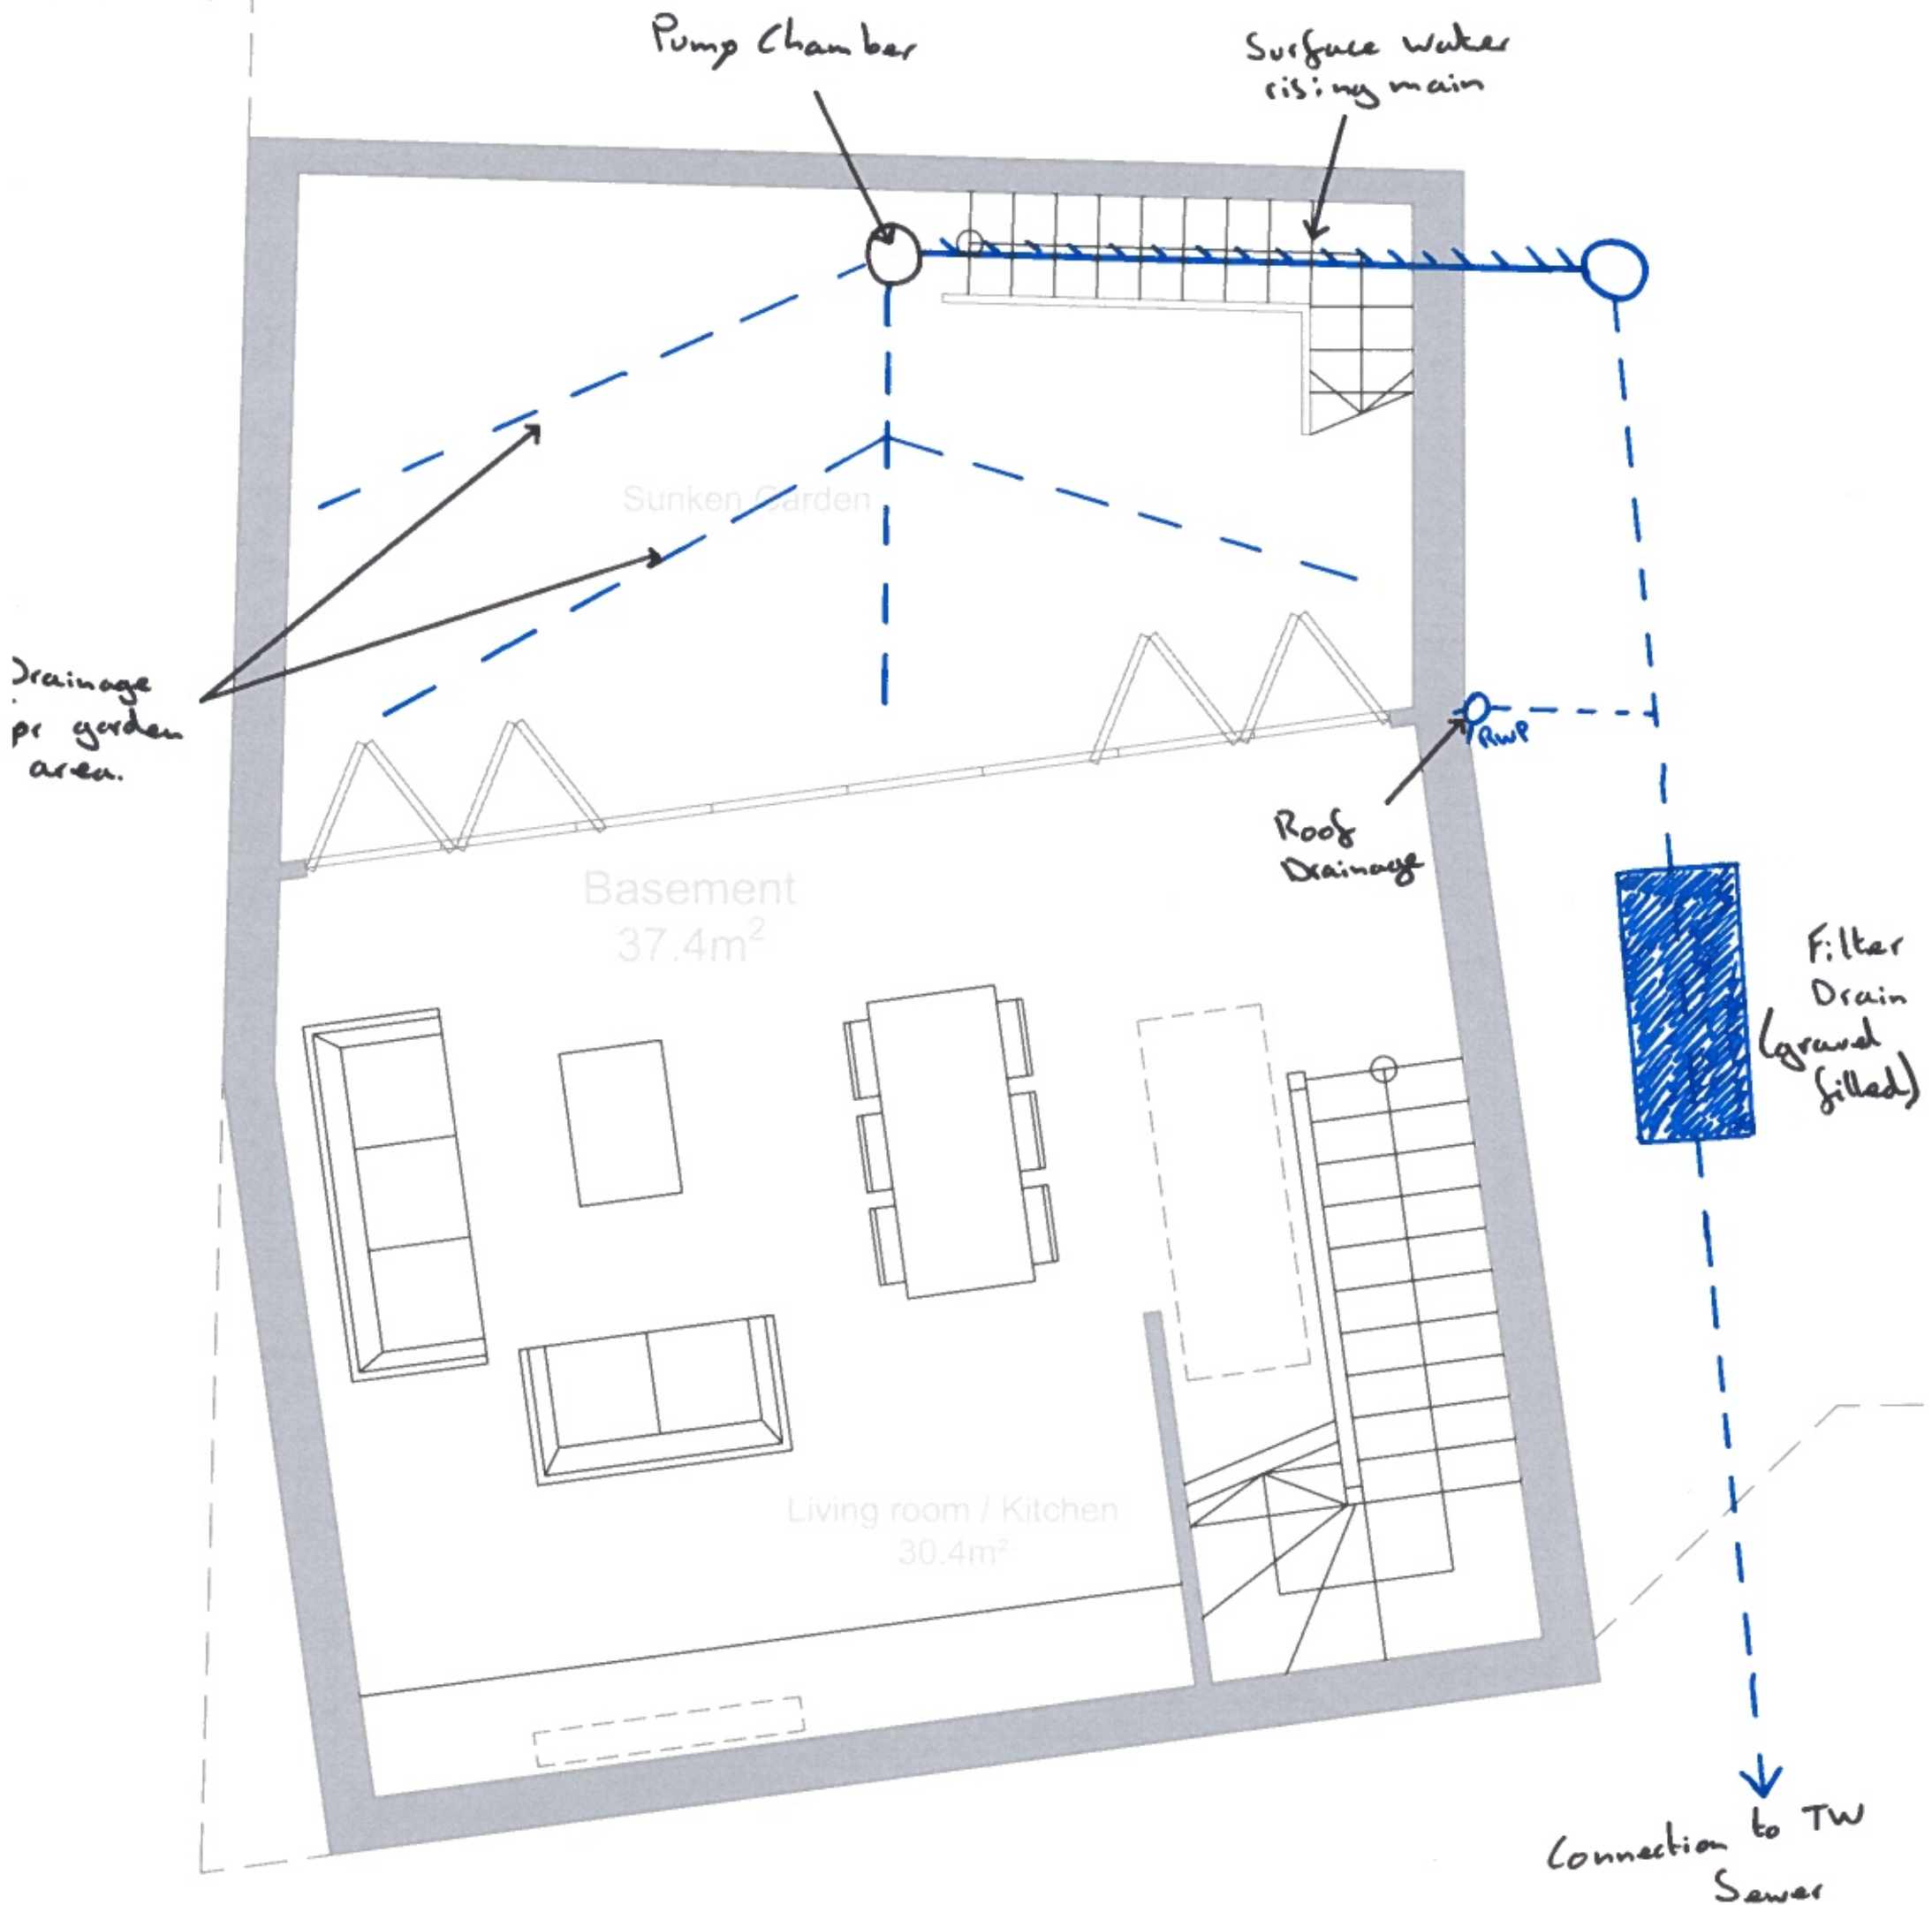 Pump Chamber
Surface water
rising main
Sunken Garden
Drainage
garden
area.
RWP
Roof
Drainage
Basement
37.4m²
Filter
Drain
(gravel
filled)
Living room / Kitchen
30.4m²
Connection to TW
Sewer